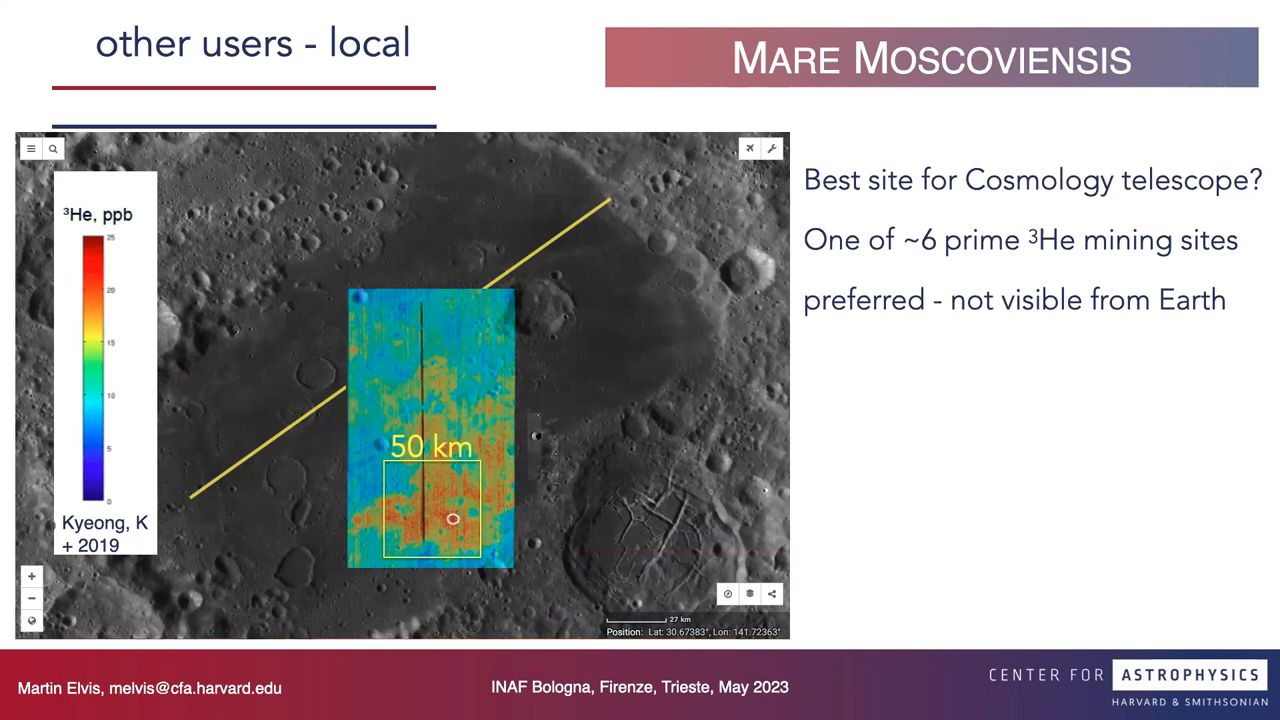 other users - local
MARE MOSCOVIENSIS
³He, ppb
25
20
15
10
5
0
Kyeong, K
+ 2019
50 km
27 km
Position: Lat: 30.67383°, Lon: 141.72363°
Best site for Cosmology telescope?
One of ~6 prime ³He mining sites
preferred - not visible from Earth
Martin Elvis, melvis@cfa.harvard.edu
INAF Bologna, Firenze, Trieste, May 2023
CENTER FOR ASTROPHYSICS
HARVARD & SMITHSONIAN